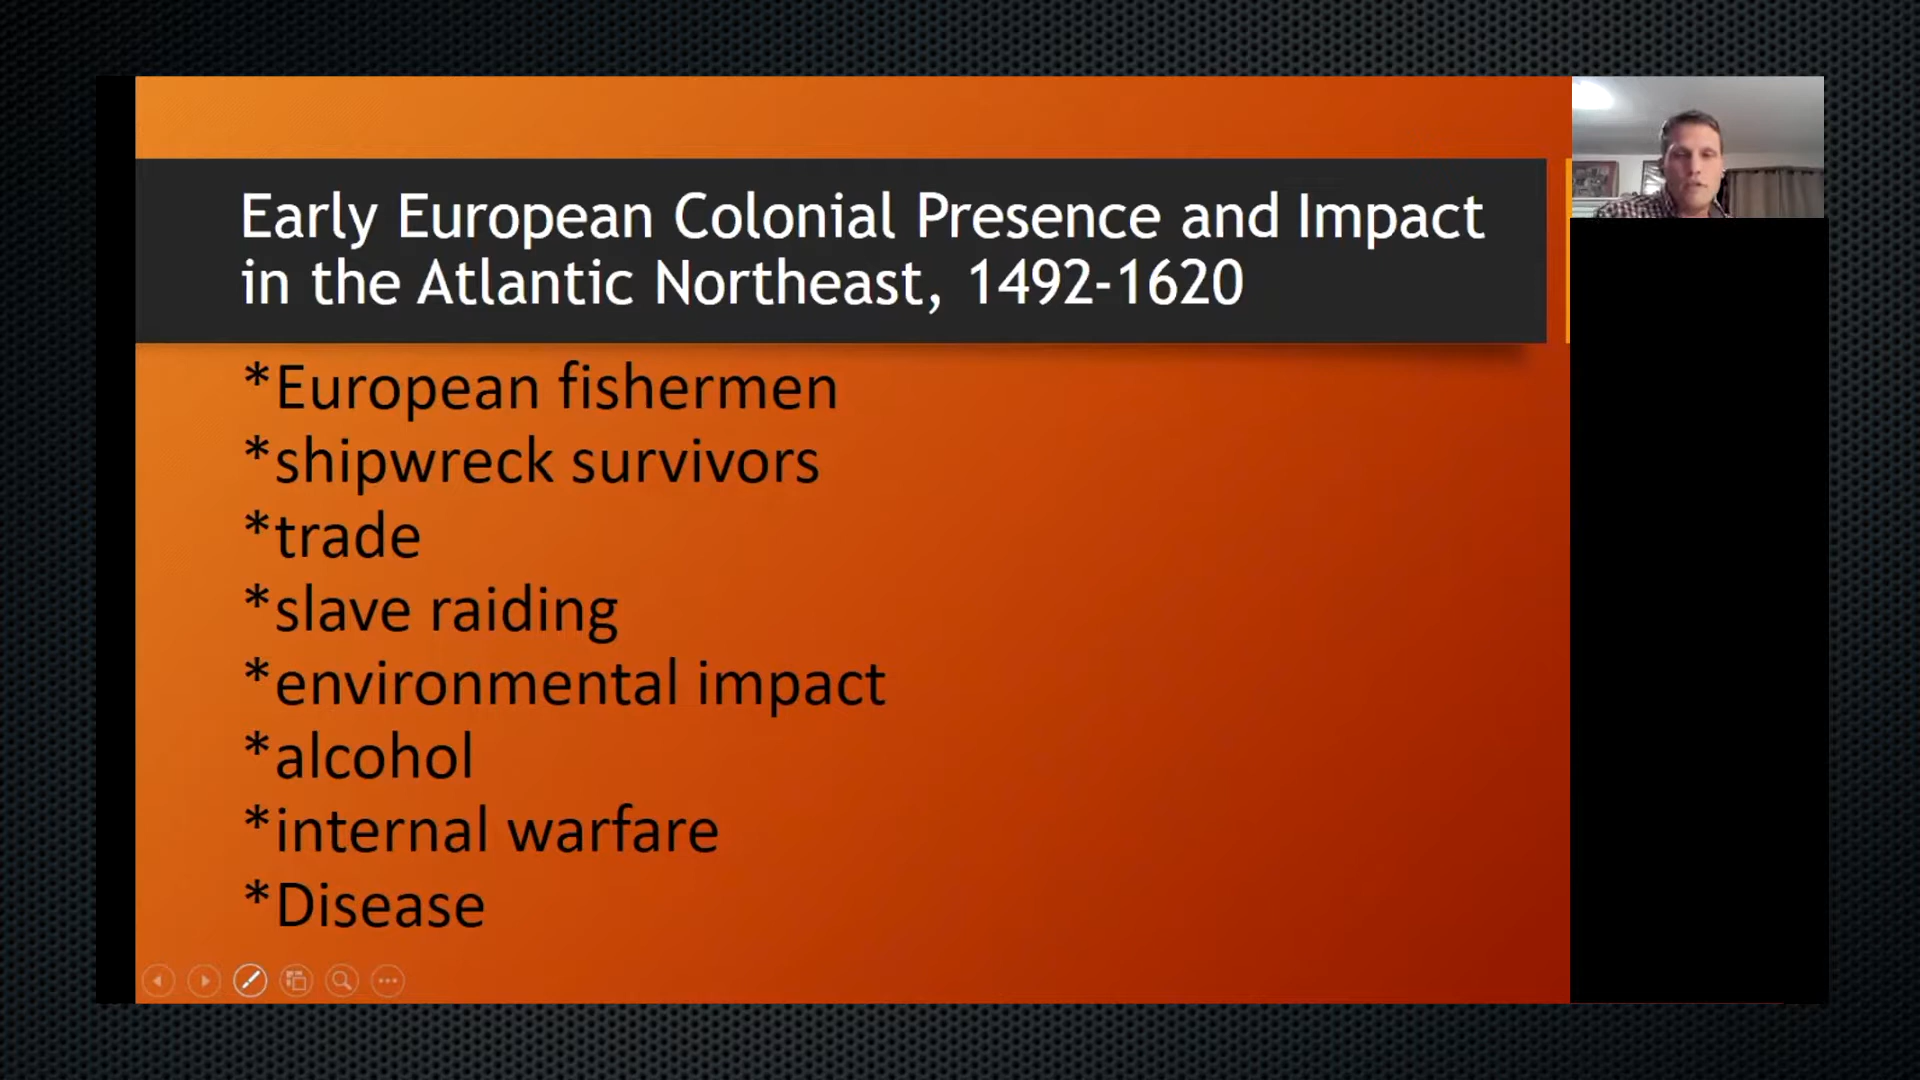 Early European Colonial Presence and Impact
in the Atlantic Northeast, 1492-1620
*European fishermen
*shipwreck survivors
*trade
*slave raiding
*environmental impact
*alcohol
*internal warfare
*Disease